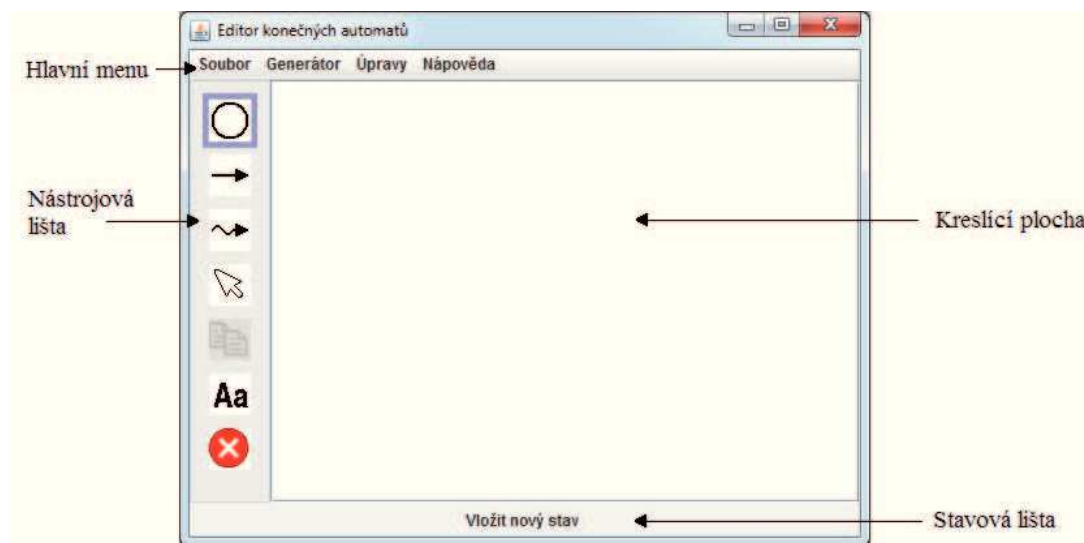 Editor konečných automatů
Hlavní menu
Soubor Generátor Úpravy Nápověda
Nástrojová
lišta
Kreslící plocha
Aa
Vložit nový stav
Stavová lišta